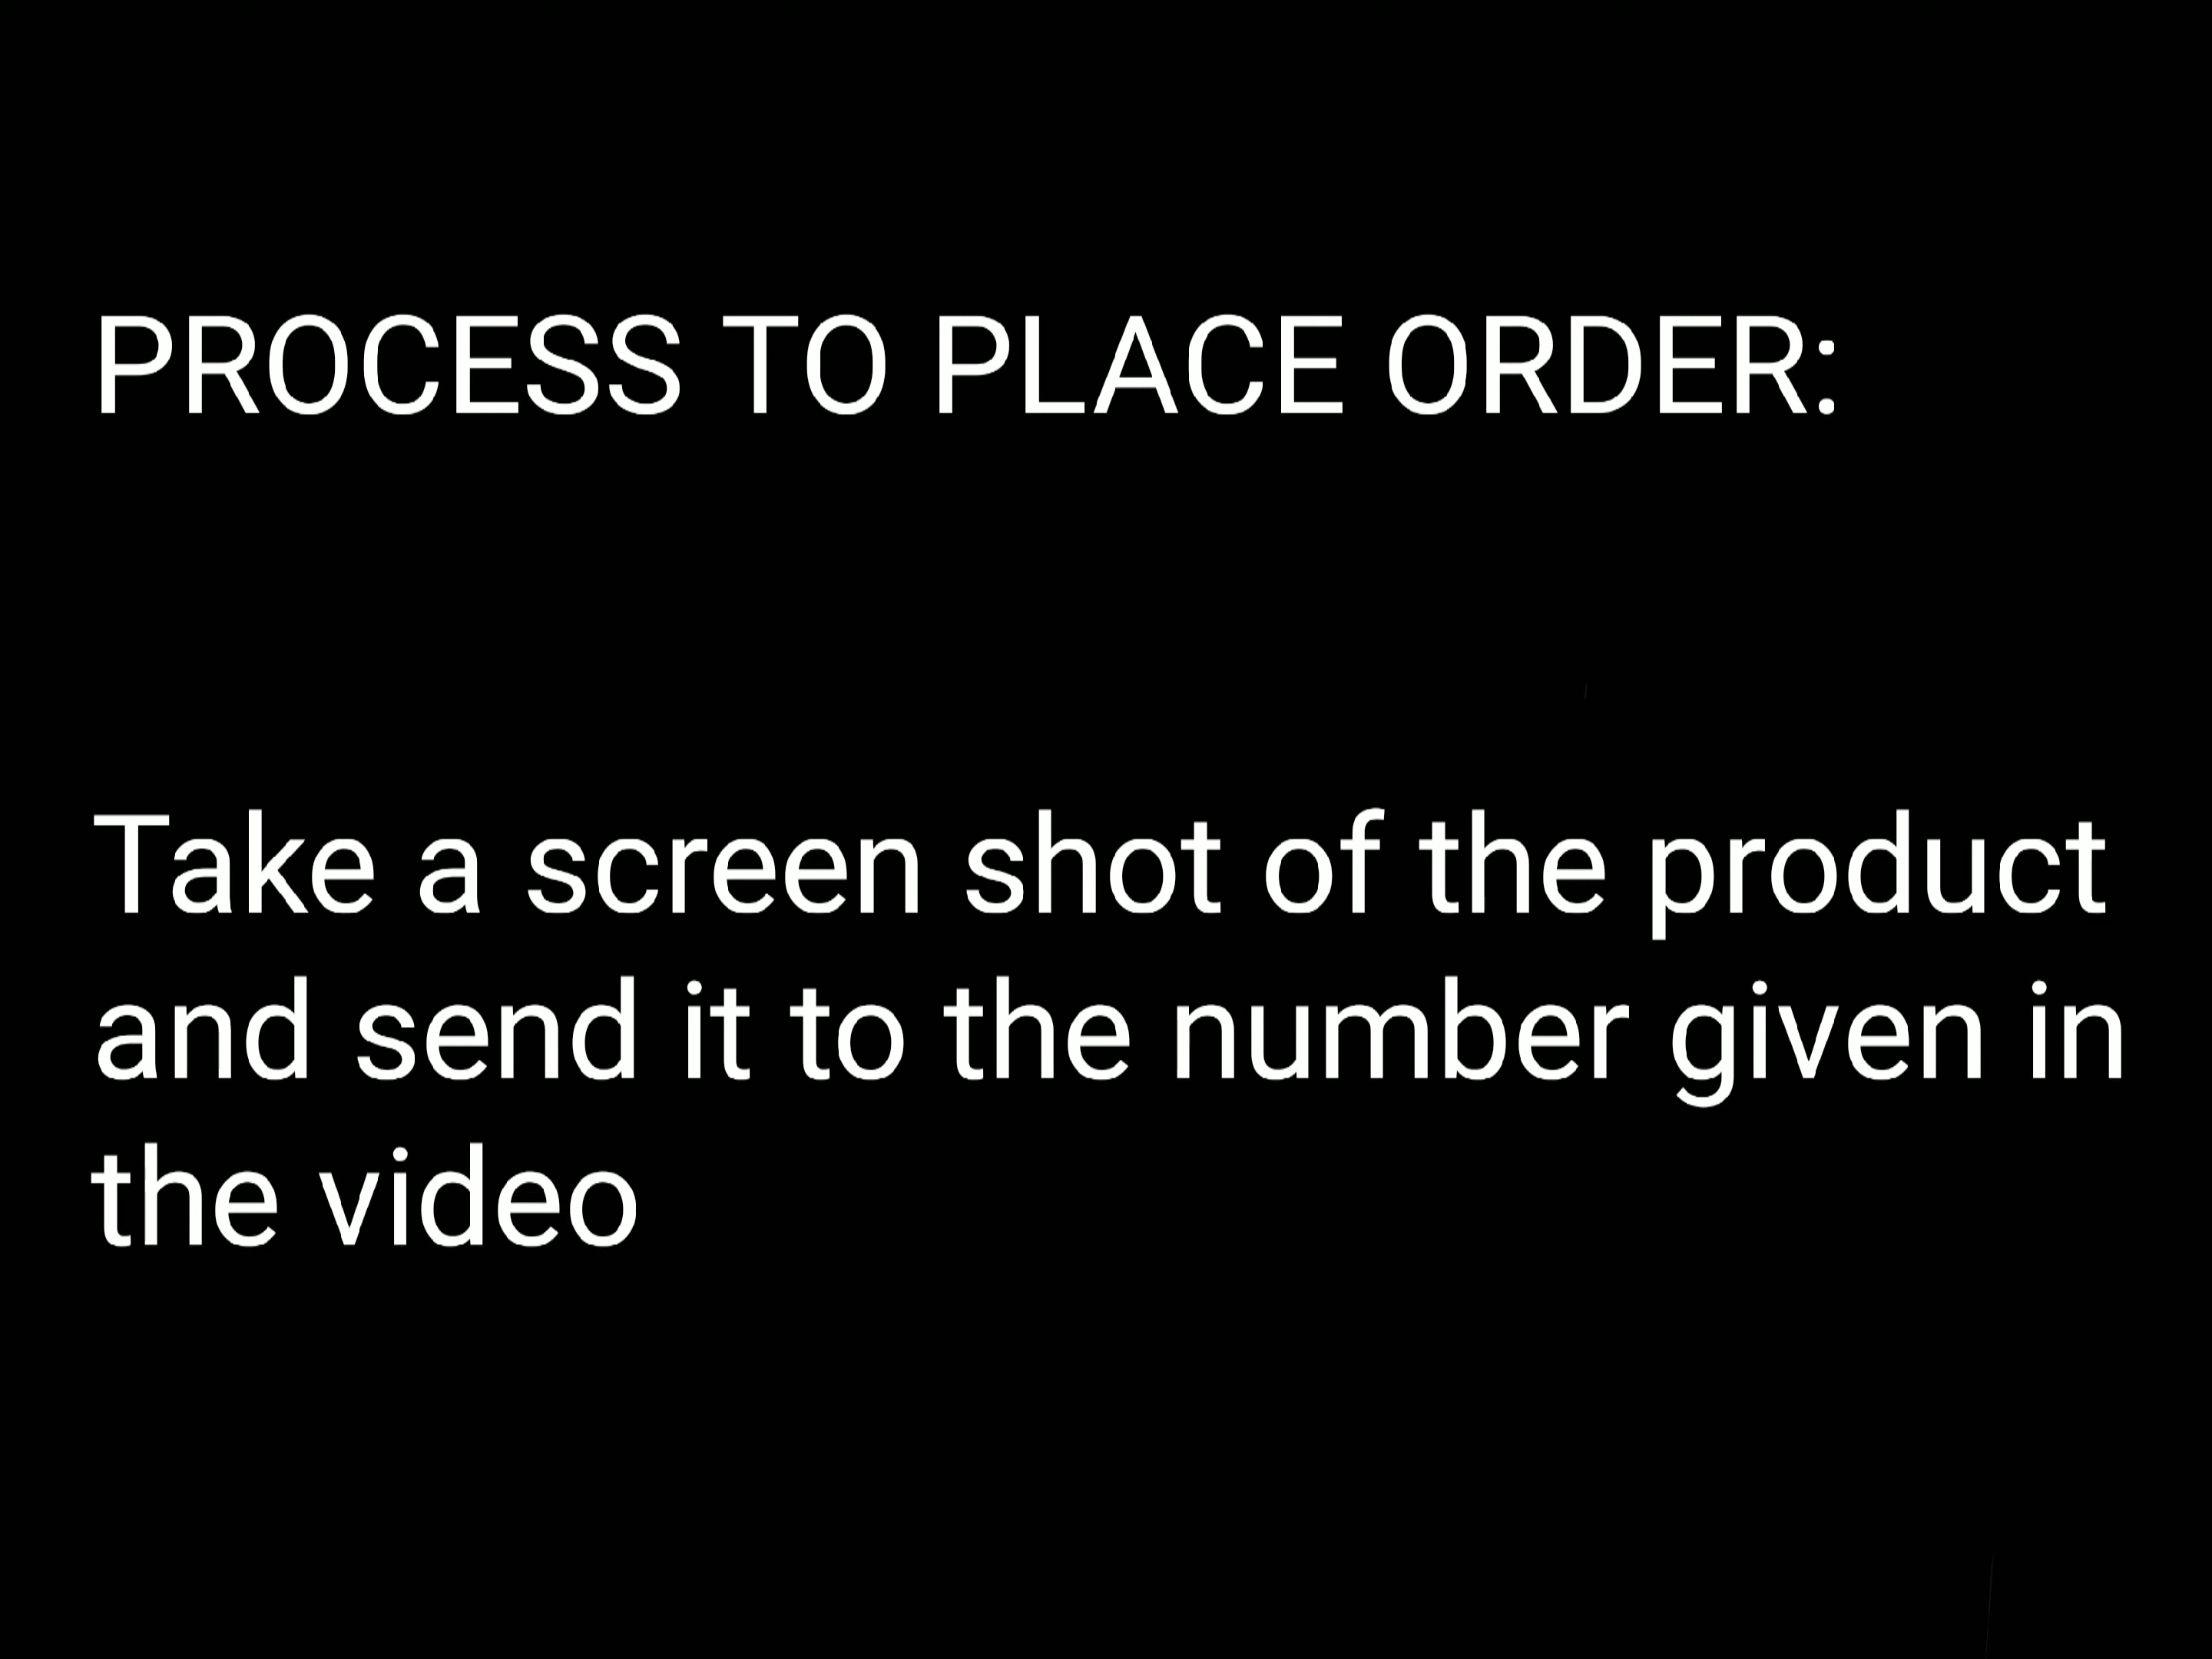 PROCESS TO PLACE ORDER:
Take a screen shot of the product
and send it to the number given in
the video